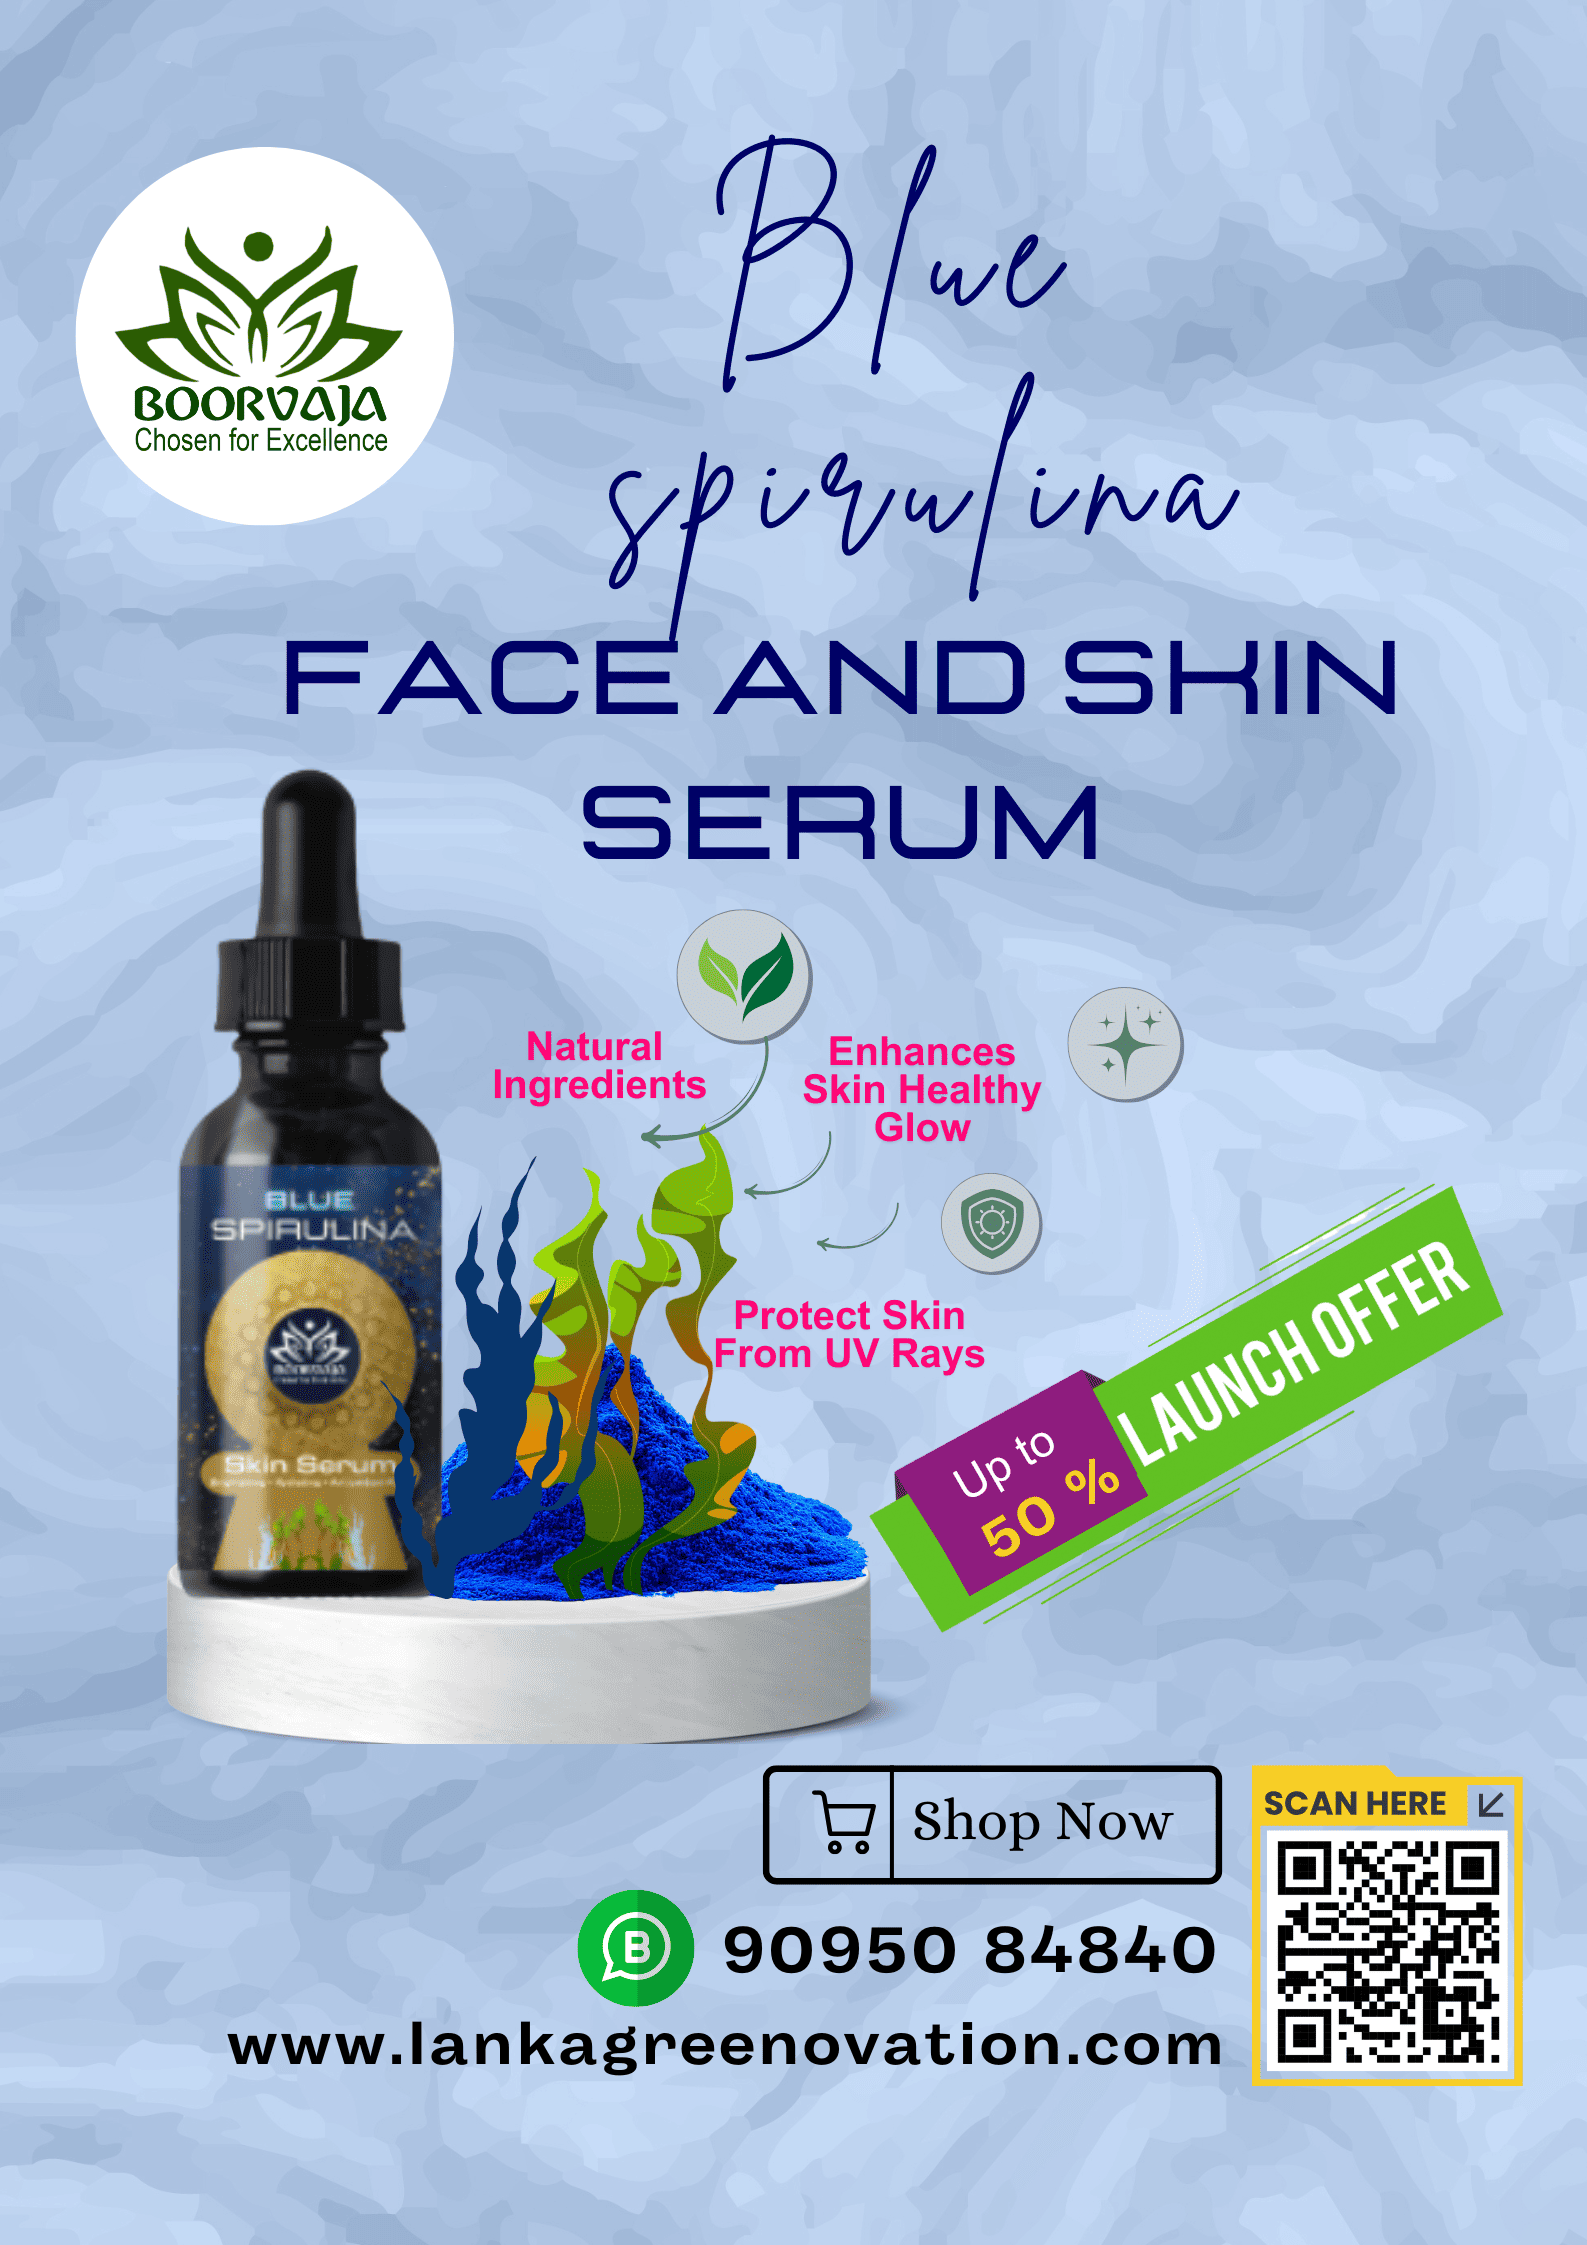 BOORVAJA
Chosen for Excellence
Blue
spirulina
FACE AND SKIN
SERUM
Natural
Ingredients
Enhances
Skin Healthy
Glow
Protect Skin
From UV Rays
BLUE
SPIRULINA
BOORVAJA
Skin Serum
LAUNCH OFFER
Up to
50 %
Shop Now
SCAN HERE
B
90950 84840
www.lankagreenovation.com